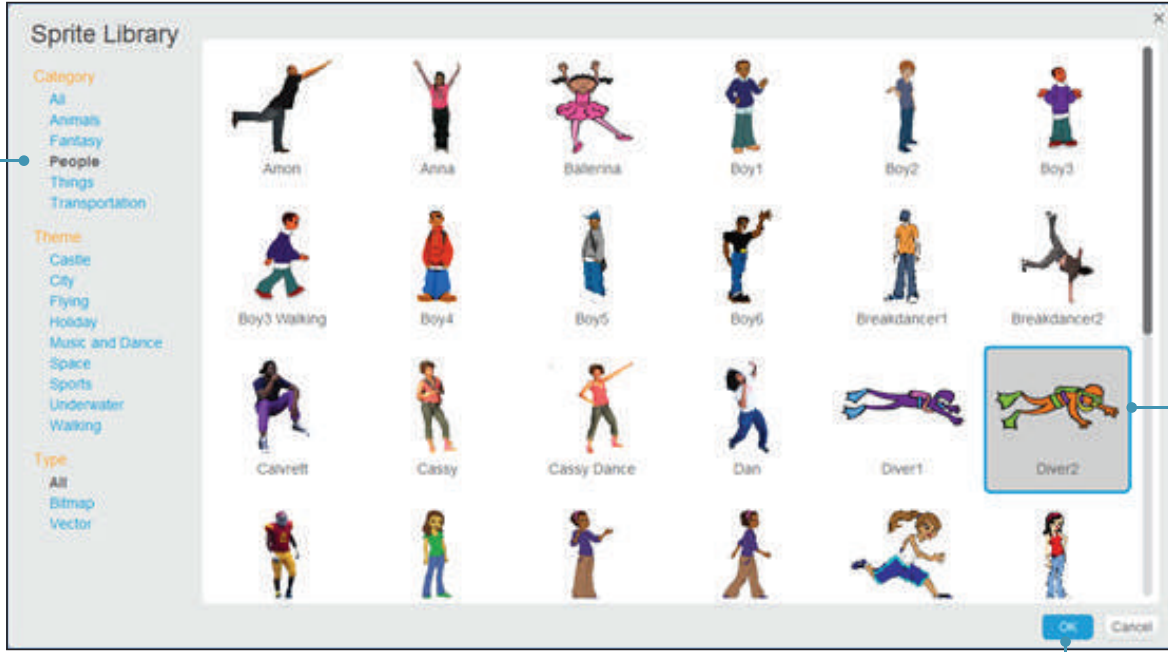 Sprite Library
×
Category
All
Animals
Fantasy
People
Things
Transportation
Theme
Castle
City
Flying
Holiday
Music and Dance
Space
Sports
Underwater
Walking
Type
All
Bitmap
Vector
Amon
Anna
Ballerina
Boy1
Boy2
Boy3
Boy3 Walking
Boy4
Boy5
Boy6
Breakdancer1
Breakdancer2
Calvrett
Cassy
Cassy Dance
Dan
Diver1
Diver2
OK
Cancel